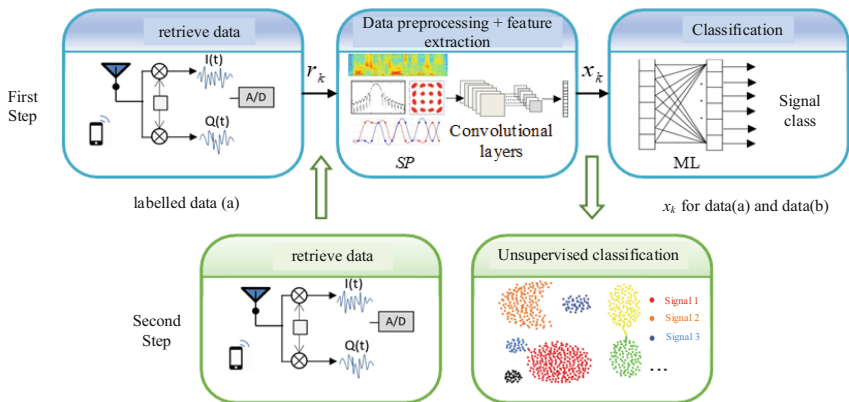 retrieve data
Data preprocessing + feature
extraction
Classification
First
Step
I(t)
A/D
Q(t)
r_k
SP
Convolutional
layers
x_k
ML
Signal
class
labelled data (a)
x_k for data(a) and data(b)
Second
Step
retrieve data
I(t)
A/D
Q(t)
Unsupervised classification
Signal 1
Signal 2
Signal 3
...